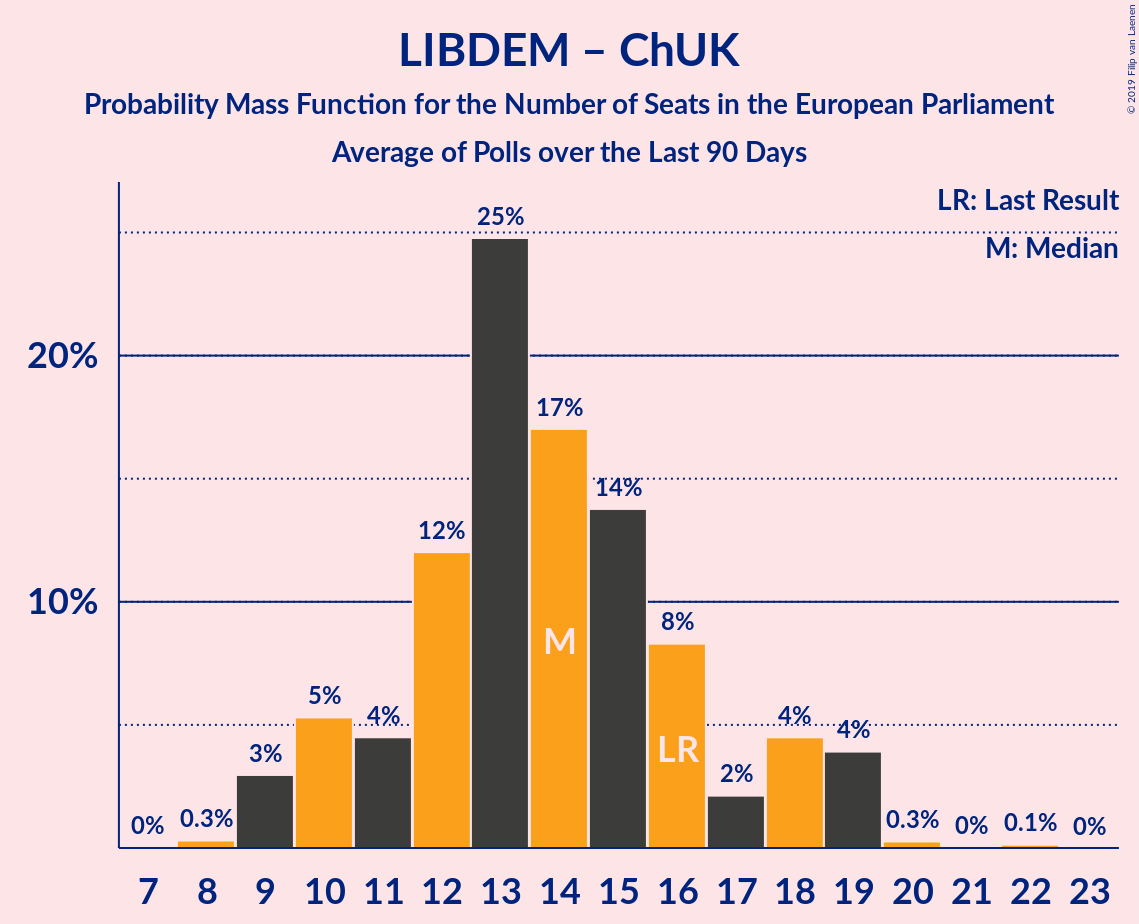 LIBDEM – ChUK
Probability Mass Function for the Number of Seats in the European Parliament
Average of Polls over the Last 90 Days
© 2019 Filip van Laenen
LR: Last Result
M: Median
25%
20%
17%
14%
12%
10%
8%
5%
4%
4%
4%
3%
2%
0%
0.3%
0.3%
0%
0.1%
0%
M
LR
7 8 9 10 11 12 13 14 15 16 17 18 19 20 21 22 23